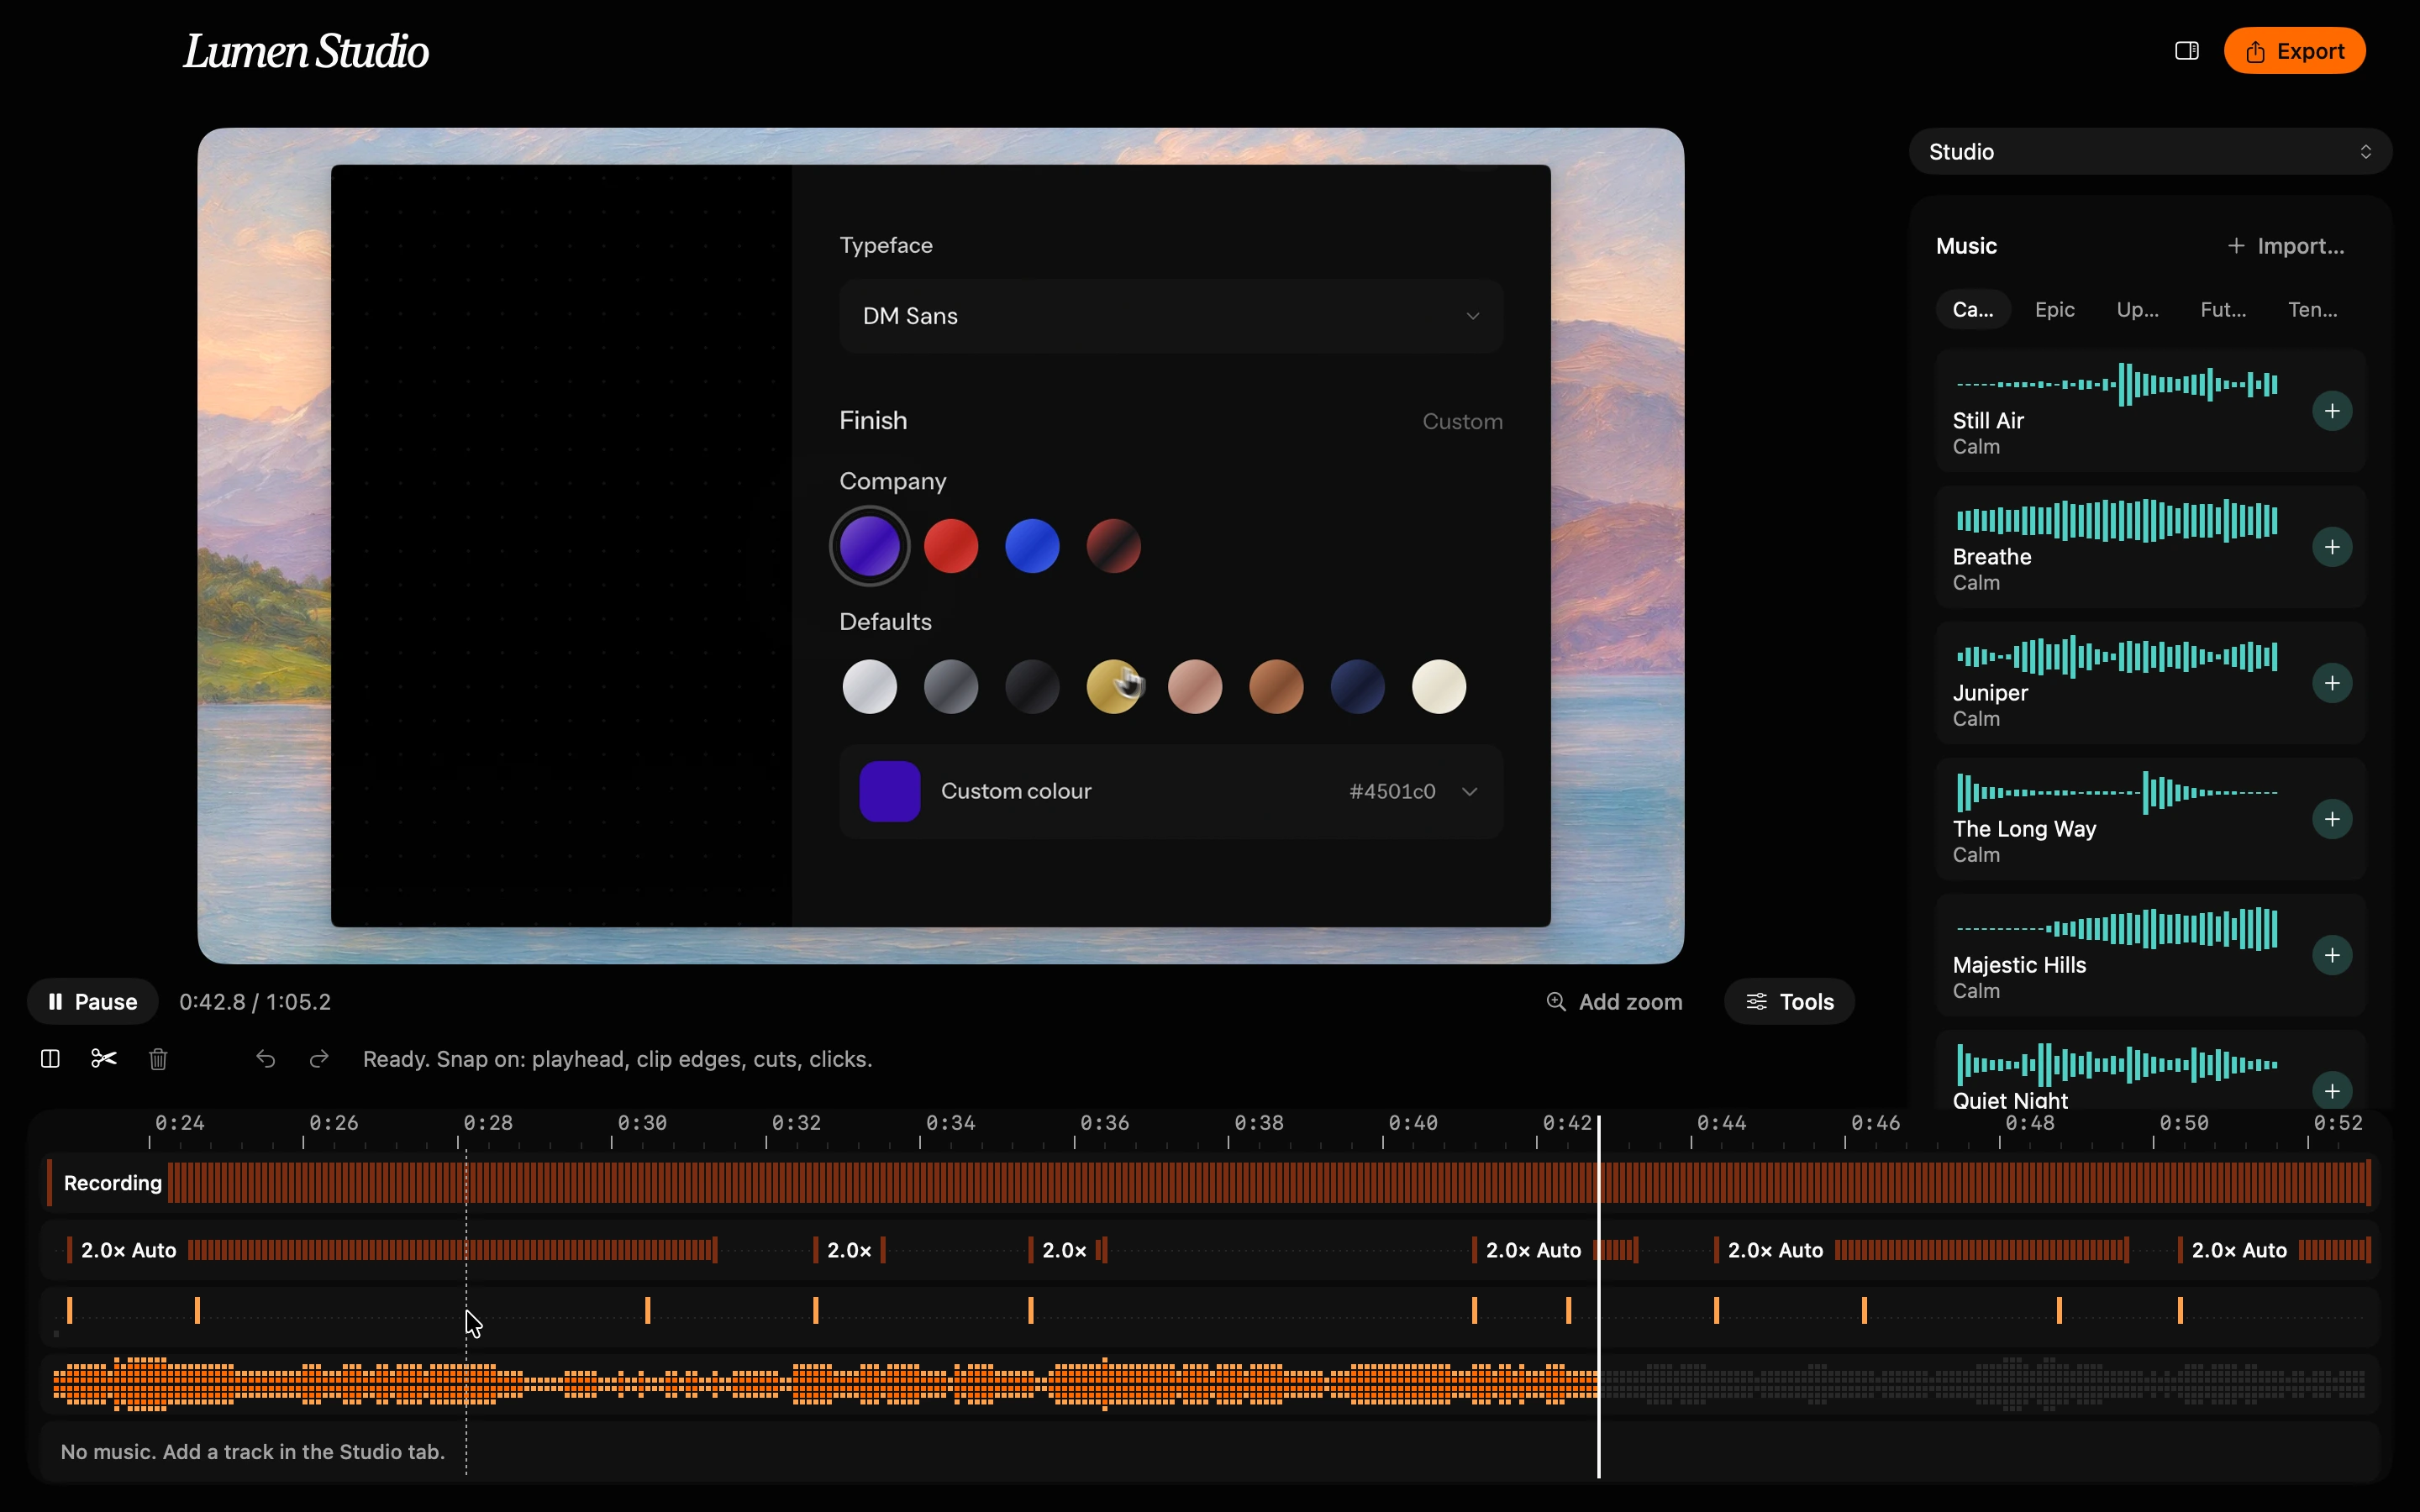 Lumen Studio
Export
Studio
Music
Import...
Ca...
Epic
Up...
Fut...
Ten...
Still Air
Calm
Breathe
Calm
Juniper
Calm
The Long Way
Calm
Majestic Hills
Calm
Quiet Night
Typeface
DM Sans
Finish
Custom
Company
Defaults
Custom colour
#4501c0
Pause
0:42.8 / 1:05.2
Add zoom
Tools
Ready. Snap on: playhead, clip edges, cuts, clicks.
0:24 0:26 0:28 0:30 0:32 0:34 0:36 0:38 0:40 0:42 0:44 0:46 0:48 0:50 0:52
Recording
2.0× Auto 2.0× 2.0× 2.0× Auto 2.0× Auto 2.0× Auto
No music. Add a track in the Studio tab.